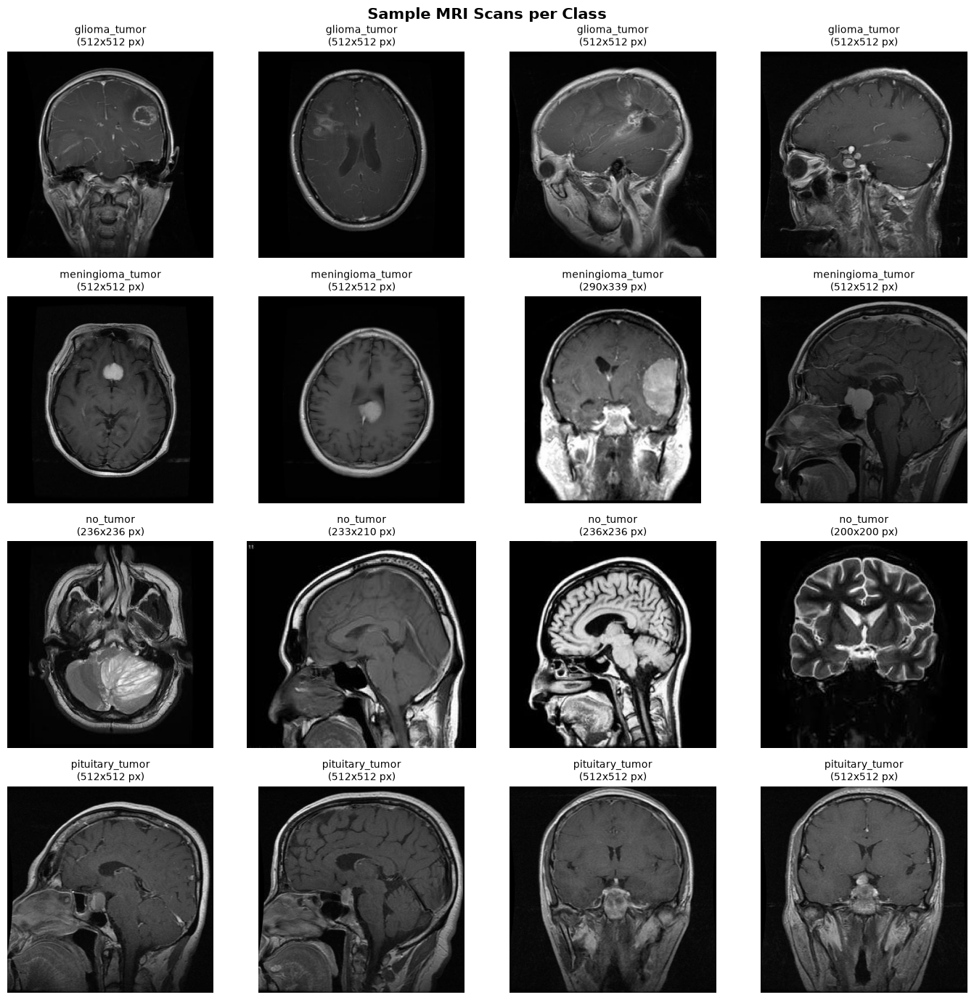 Sample MRI Scans per Class
glioma_tumor
(512x512 px)
glioma_tumor
(512x512 px)
glioma_tumor
(512x512 px)
glioma_tumor
(512x512 px)
meningioma_tumor
(512x512 px)
meningioma_tumor
(512x512 px)
meningioma_tumor
(290x339 px)
meningioma_tumor
(512x512 px)
no_tumor
(236x236 px)
no_tumor
(233x210 px)
no_tumor
(236x236 px)
no_tumor
(200x200 px)
pituitary_tumor
(512x512 px)
pituitary_tumor
(512x512 px)
pituitary_tumor
(512x512 px)
pituitary_tumor
(512x512 px)